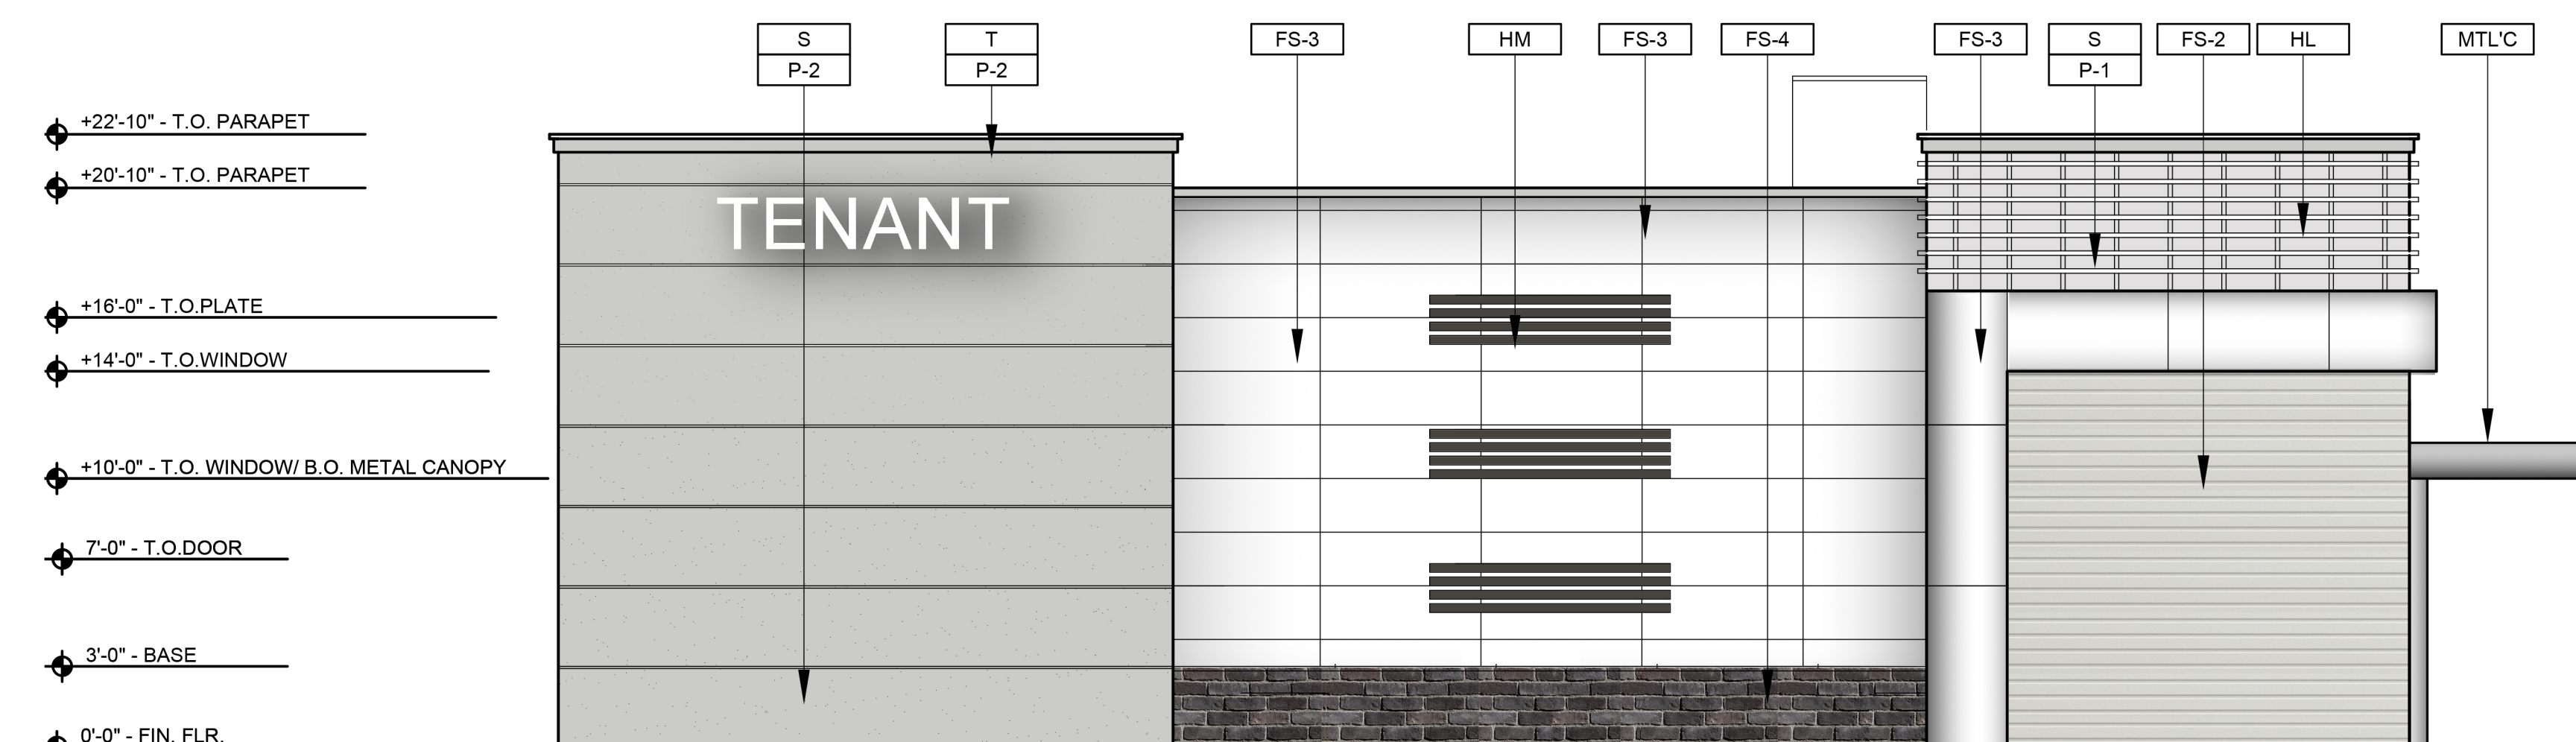 S
P-2
T
P-2
FS-3
HM
FS-3
FS-4
FS-3
S
P-1
FS-2
HL
MTL'C
+22'-10" - T.O. PARAPET
+20'-10" - T.O. PARAPET
TENANT
+16'-0" - T.O.PLATE
+14'-0" - T.O.WINDOW
+10'-0" - T.O. WINDOW/ B.O. METAL CANOPY
7'-0" - T.O.DOOR
3'-0" - BASE
0'-0" - FIN. FLR.